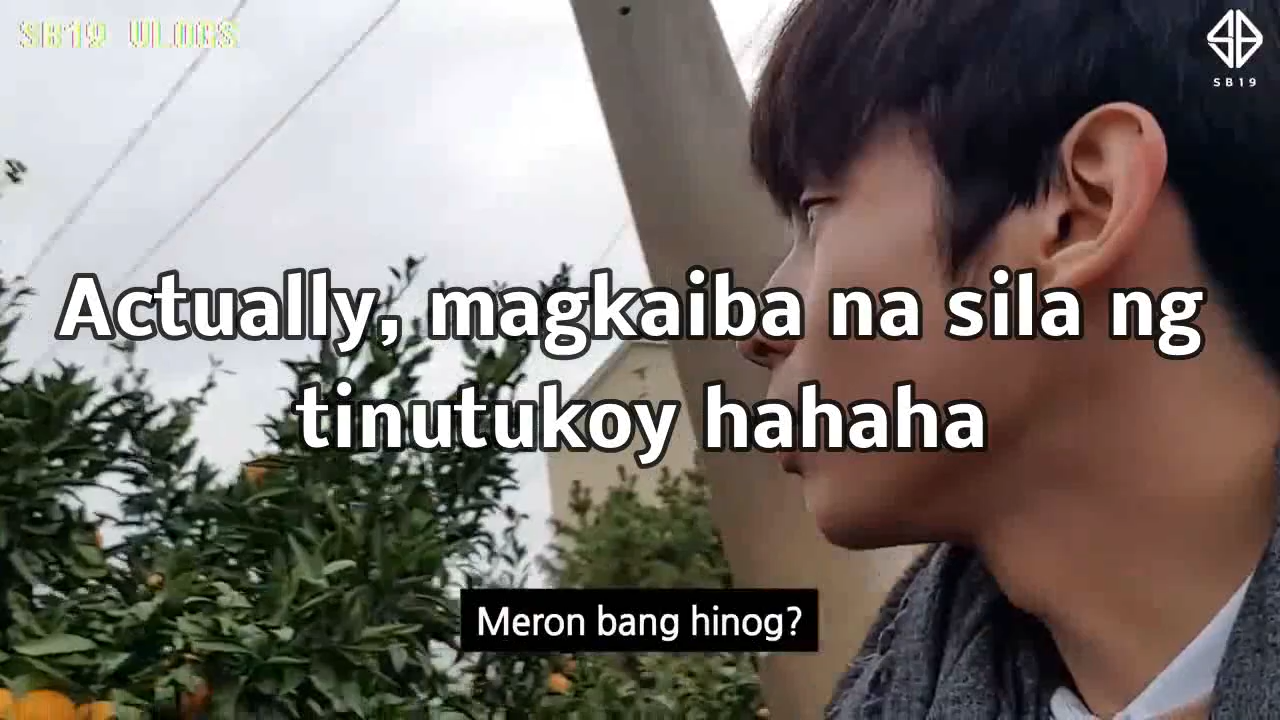 SB19 VLOGS
SB19
Actually, magkaiba na sila ng
tinutukoy hahaha
Meron bang hinog?